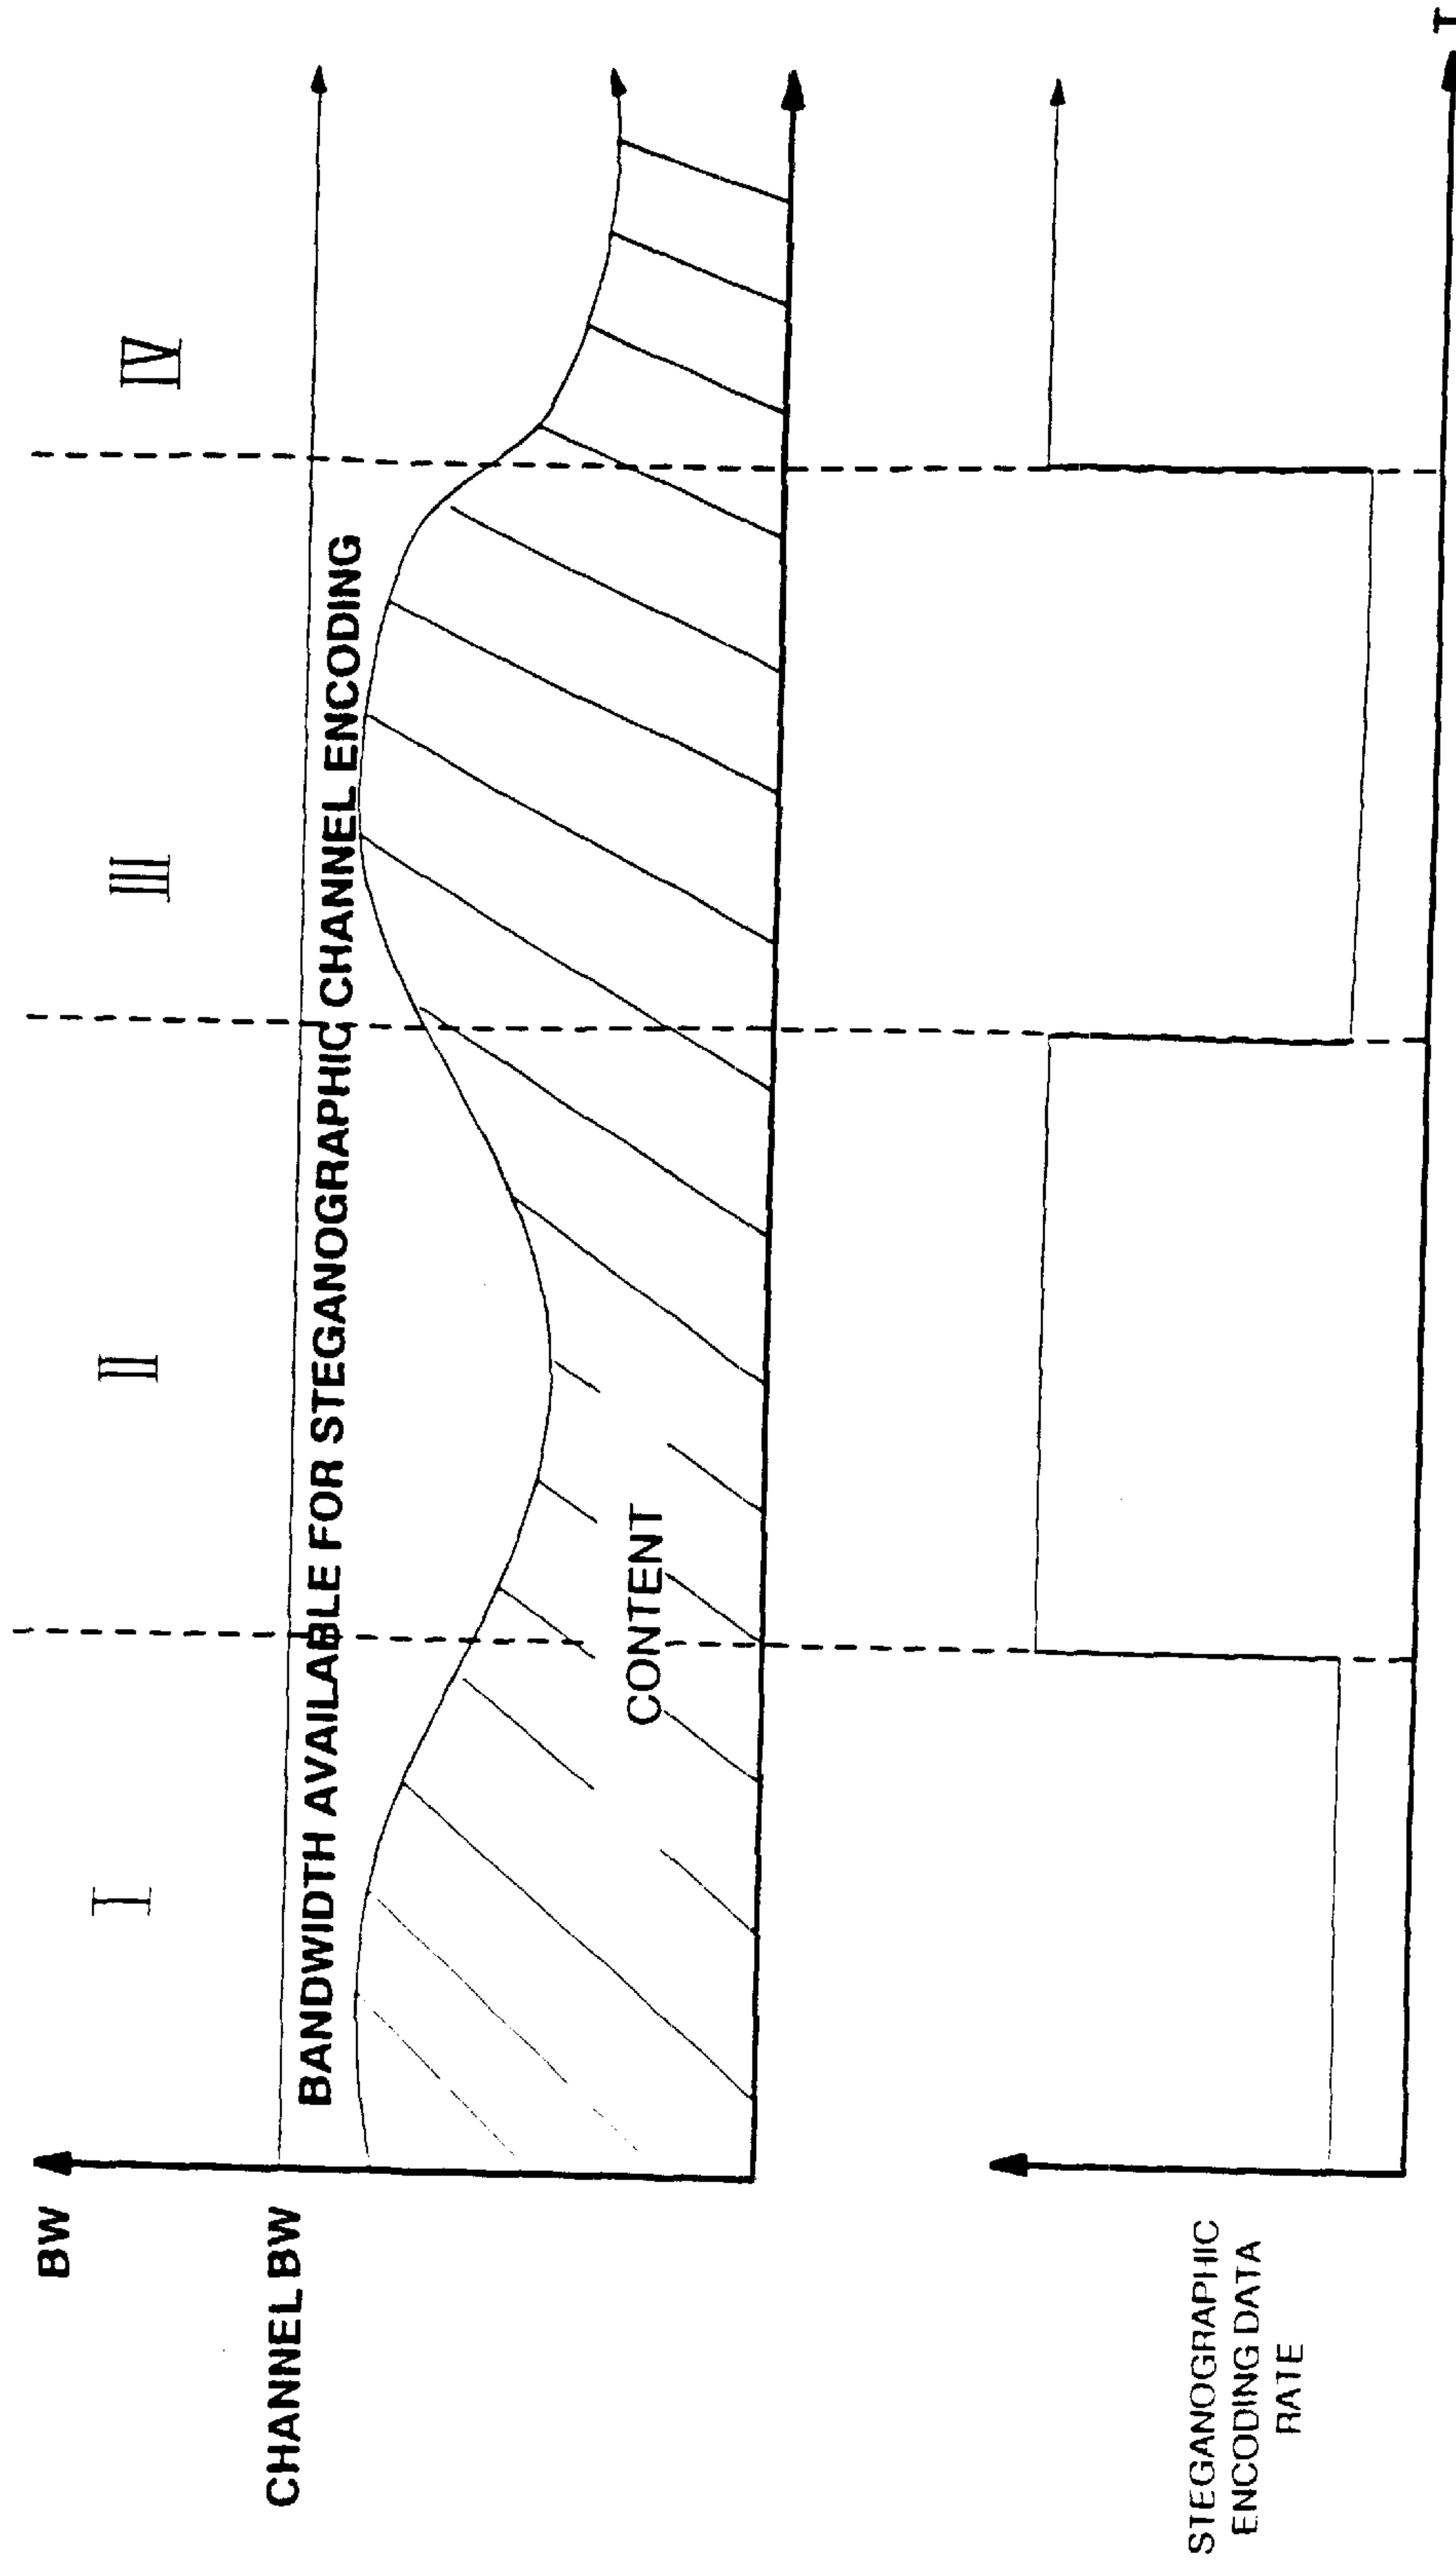 BW
I
II
III
IV
CHANNEL BW
BANDWIDTH AVAILABLE FOR STEGANOGRAPHIC CHANNEL ENCODING
CONTENT
STEGANOGRAPHIC
ENCODING DATA
RATE
T